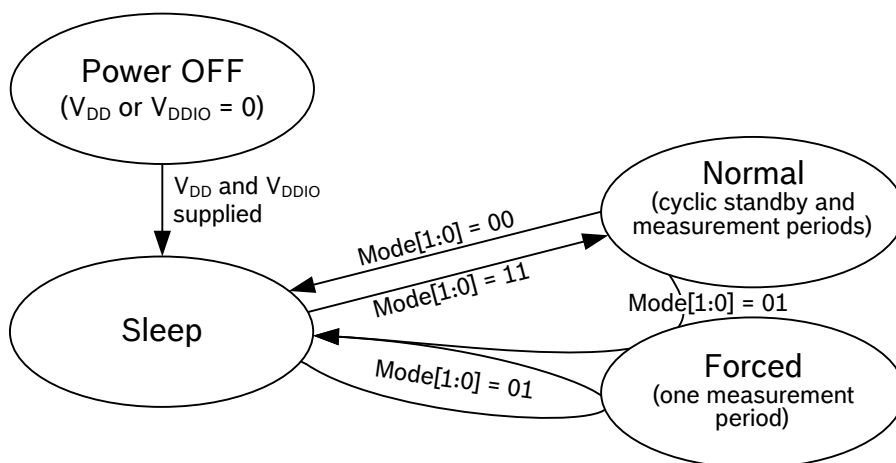 Power OFF
(VDD or VDDIO = 0)
VDD and VDDIO
supplied
Normal
(cyclic standby and
measurement periods)
Mode[1:0] = 00
Mode[1:0] = 11
Mode[1:0] = 01
Sleep
Mode[1:0] = 01
Forced
(one measurement
period)